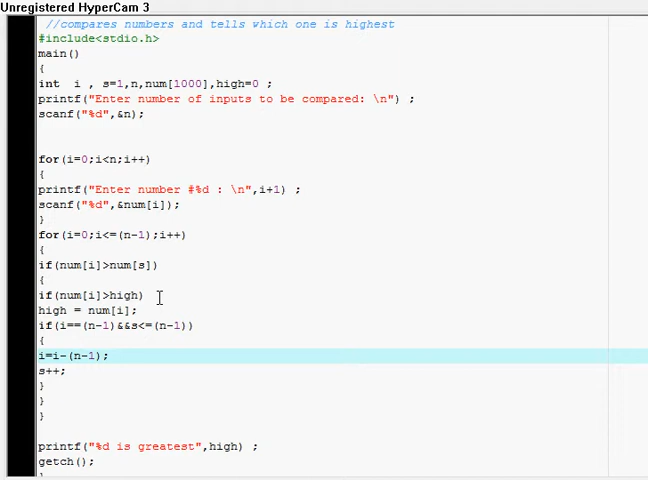 Unregistered HyperCam 3
//compares numbers and tells which one is highest
#include<stdio.h>
main()
{
int  i , s=1,n,num[1000],high=0 ;
printf("Enter number of inputs to be compared: \n") ;
scanf("%d",&n);
for(i=0;i<n;i++)
{
printf("Enter number #%d : \n",i+1) ;
scanf("%d",&num[i]);
}
for(i=0;i<=(n-1);i++)
{
if(num[i]>num[s])
{
if(num[i]>high)
high = num[i];
if(i==(n-1)&&s<=(n-1))
{
i=i-(n-1);
s++;
}
}
}
printf("%d is greatest",high) ;
getch();